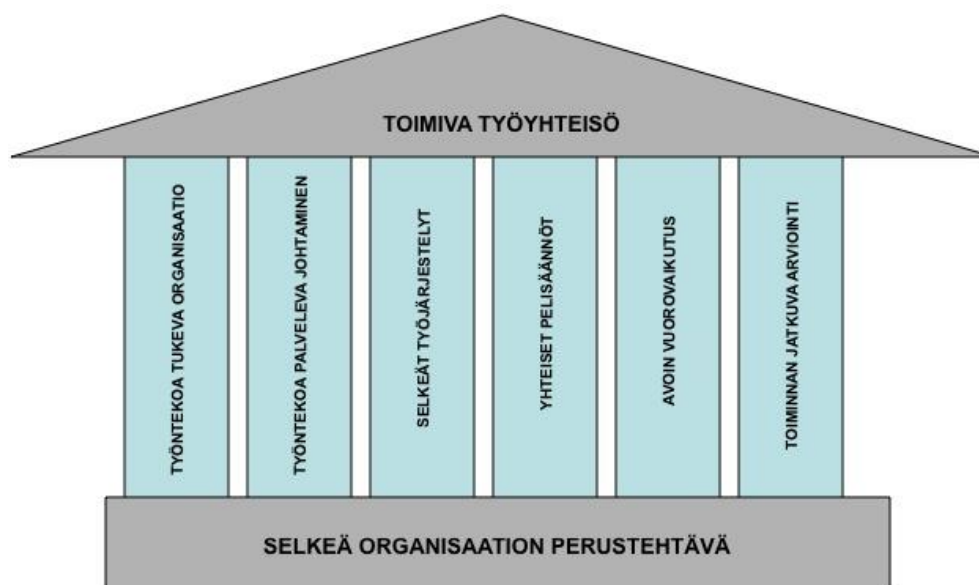 TOIMIVA TYÖYHTEISÖ
TYÖNTEKOA TUKEVA ORGANISAATIO
TYÖNTEKOA PALVELEVA JOHTAMINEN
SELKEÄT TYÖJÄRJESTELYT
YHTEISET PELISÄÄNNÖT
AVOIN VUOROVAIKUTUS
TOIMINNAN JATKUVA ARVIOINTI
SELKEÄ ORGANISAATION PERUSTEHTÄVÄ